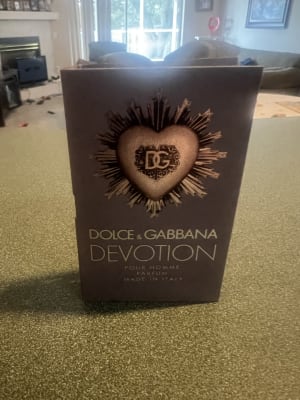 DG
DOLCE & GABBANA
DEVOTION
POUR HOMME
PARFUM
MADE IN ITALY